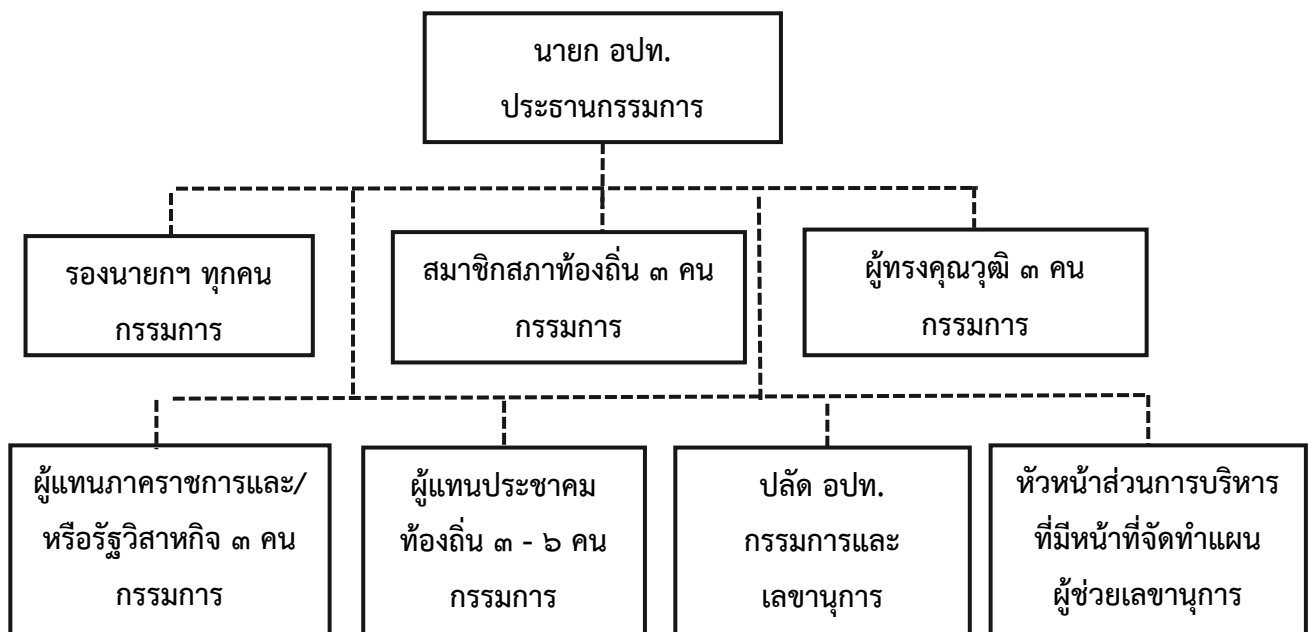 นายก อปท.
ประธานกรรมการ
รองนายกฯ ทุกคน
กรรมการ
สมาชิกสภาท้องถิ่น ๓ คน
กรรมการ
ผู้ทรงคุณวุฒิ ๓ คน
กรรมการ
ผู้แทนภาคราชการและ/
หรือรัฐวิสาหกิจ ๓ คน
กรรมการ
ผู้แทนประชาคม
ท้องถิ่น ๓ - ๖ คน
กรรมการ
ปลัด อปท.
กรรมการและ
เลขานุการ
หัวหน้าส่วนการบริหาร
ที่มีหน้าที่จัดทำแผน
ผู้ช่วยเลขานุการ